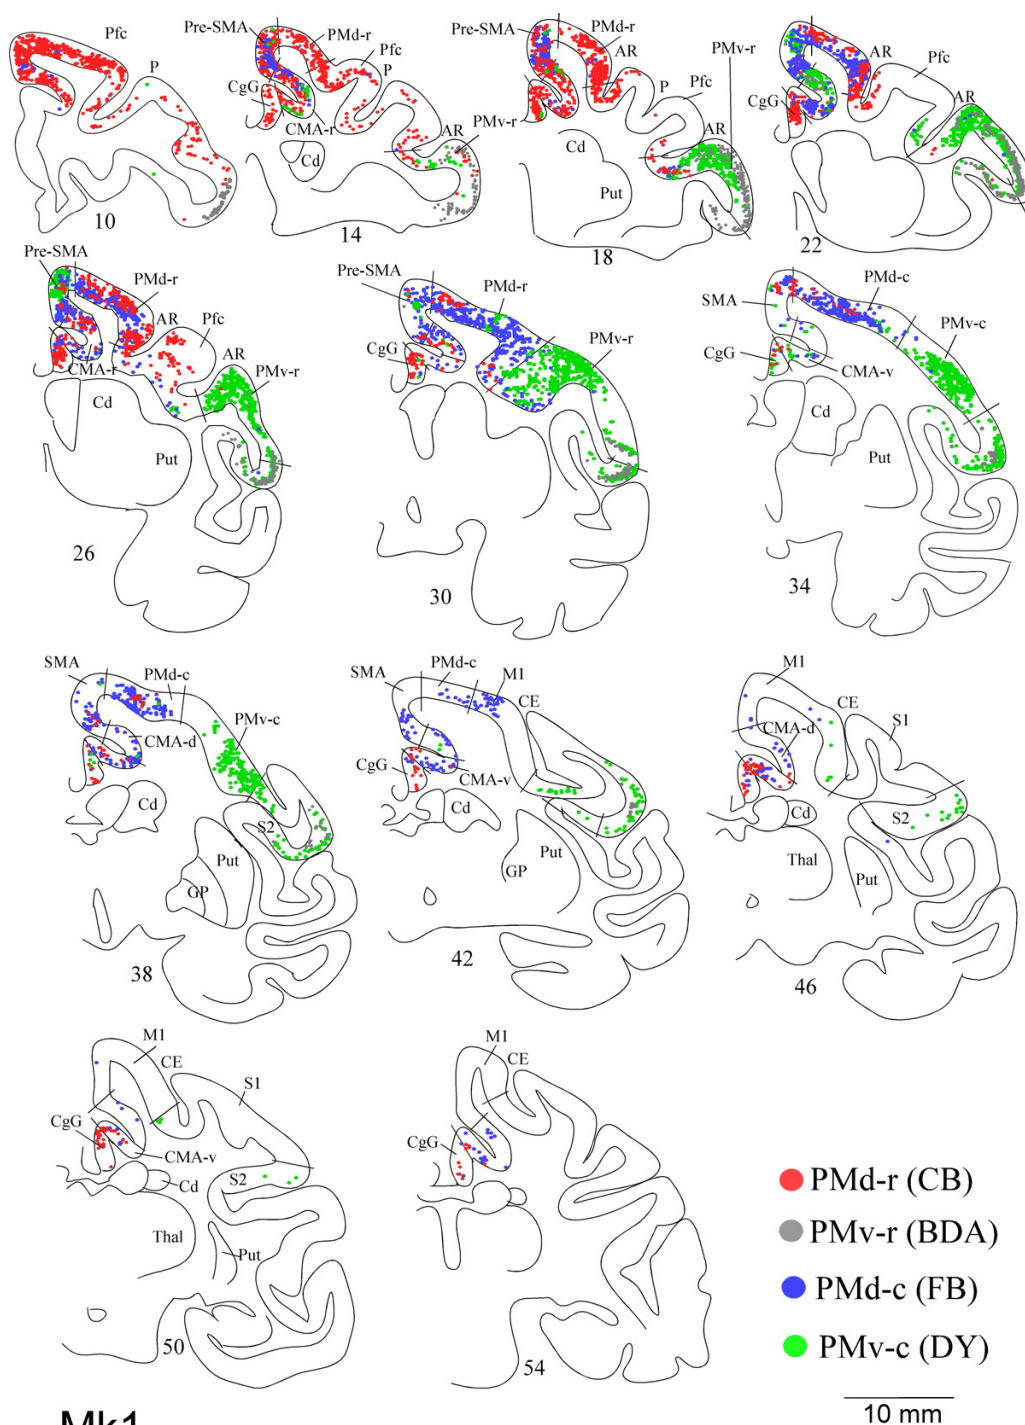 Pfc
P
10
Pre-SMA
PMd-r
Pfc
P
CgG
CMA-r
AR
PMv-r
Cd
14
Pre-SMA
PMd-r
AR
PMv-r
P
Pfc
AR
Cd
Put
18
AR
Pfc
CgG
AR
22
Pre-SMA
PMd-r
AR
Pfc
AR
CMA-r
PMv-r
Cd
Put
26
Pre-SMA
PMd-r
PMv-r
CgG
30
SMA
PMd-c
PMv-c
CgG
CMA-v
Cd
Put
34
SMA
PMd-c
PMv-c
CMA-d
S2
Cd
Put
GP
38
SMA
PMd-c
M1
CE
CgG
CMA-v
Cd
Put
GP
42
M1
CE
S1
CMA-d
CgG
Cd
S2
Thal
Put
46
M1
CE
S1
CgG
CMA-v
Cd
S2
Thal
Put
50
M1
CE
CgG
54
PMd-r (CB)
PMv-r (BDA)
PMd-c (FB)
PMv-c (DY)
10 mm
Mk1